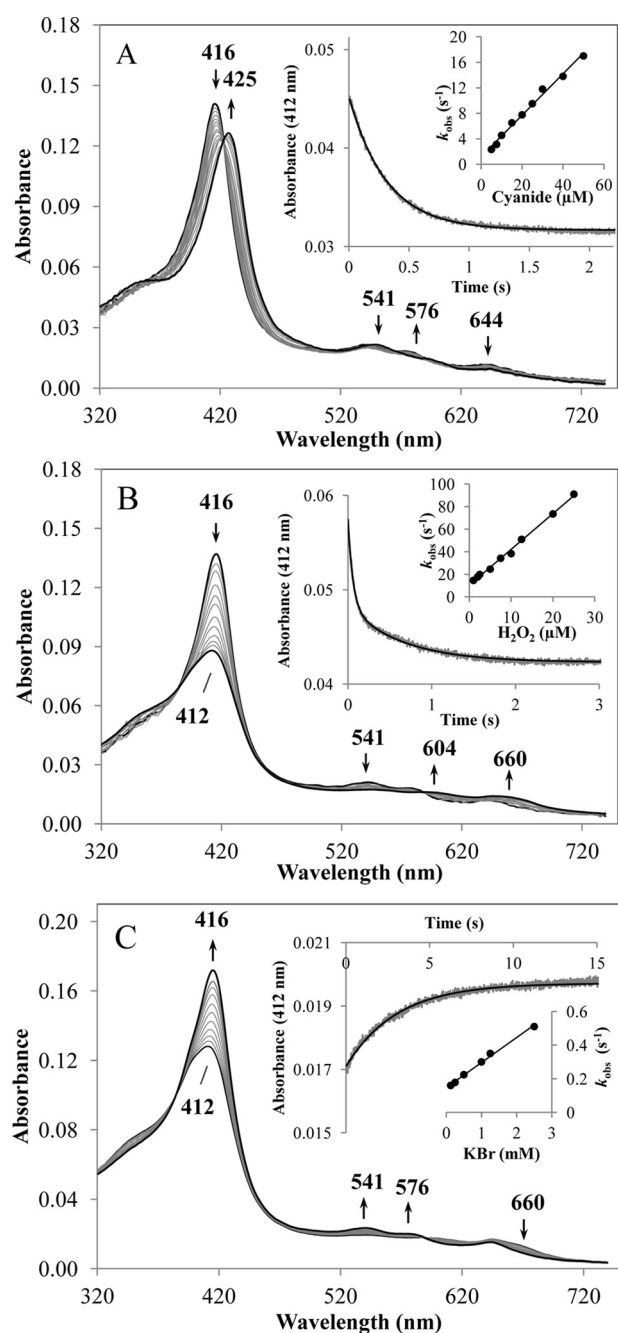 A
416
425
541
576
644
0.18
0.15
0.12
0.09
0.06
0.03
0.00
Absorbance
320 420 520 620 720
Wavelength (nm)
0.05
0.04
0.03
Absorbance (412 nm)
0 0.5 1 1.5 2
Time (s)
20
16
12
8
4
0
kobs (s-1)
0 20 40 60
Cyanide (µM)
B
416
412
541
604
660
0.18
0.15
0.12
0.09
0.06
0.03
0.00
Absorbance
320 420 520 620 720
Wavelength (nm)
0.06
0.05
0.04
Absorbance (412 nm)
0 1 2 3
Time (s)
100
80
60
40
20
0
kobs (s-1)
0 10 20 30
H2O2 (µM)
C
416
412
541
576
660
0.20
0.16
0.12
0.08
0.04
0.00
Absorbance
320 420 520 620 720
Wavelength (nm)
Time (s)
0 5 10 15
0.021
0.019
0.017
0.015
Absorbance (412 nm)
0.6
0.4
0.2
0
kobs (s-1)
0 1 2 3
KBr (mM)